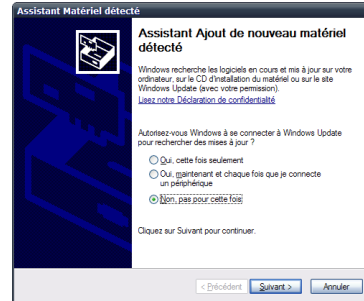 Assistant Matériel détecté
Assistant Ajout de nouveau matériel
détecté
Windows recherche les logiciels en cours et mis à jour sur votre
ordinateur, sur le CD d'installation du matériel ou sur le site
Windows Update (avec votre permission).
Lisez notre Déclaration de confidentialité
Autorisez-vous Windows à se connecter à Windows Update
pour rechercher des mises à jour ?
Oui, cette fois seulement
Oui, maintenant et chaque fois que je connecte
un périphérique
Non, pas pour cette fois
Cliquez sur Suivant pour continuer.
< Précédent Suivant > Annuler